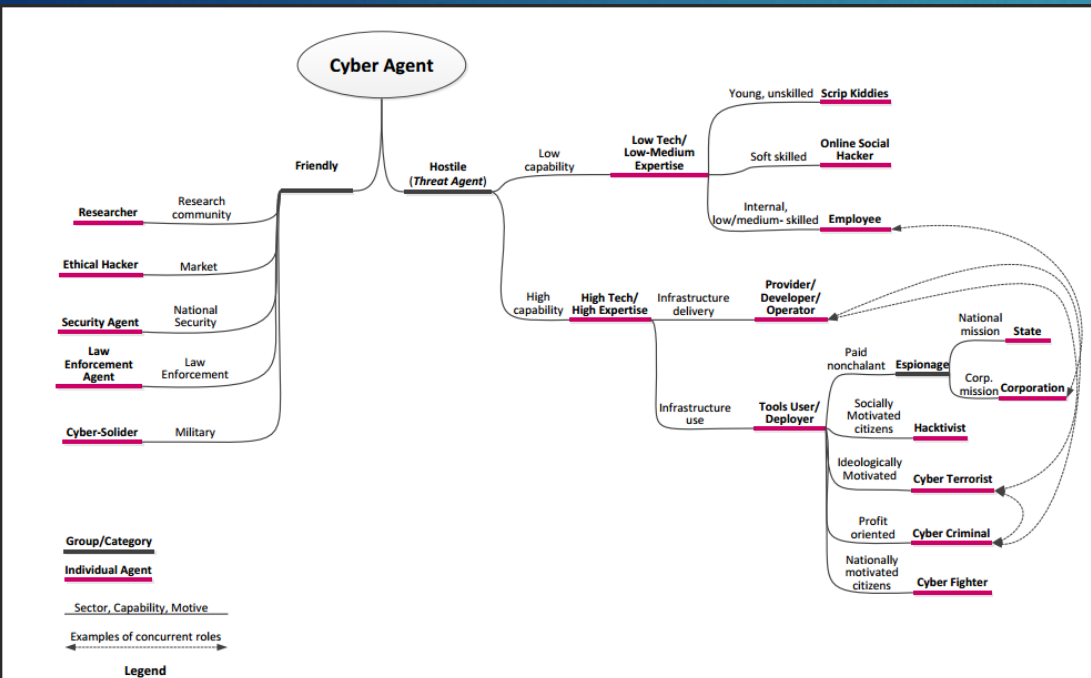 Cyber Agent
Friendly
Hostile
(Threat Agent)
Research
community
Researcher
Market
Ethical Hacker
National
Security
Security Agent
Law
Enforcement
Law
Enforcement
Agent
Military
Cyber-Solider
Low
capability
Low Tech/
Low-Medium
Expertise
Young, unskilled
Scrip Kiddies
Soft skilled
Online Social
Hacker
Internal,
low/medium- skilled
Employee
High
capability
High Tech/
High Expertise
Infrastructure
delivery
Provider/
Developer/
Operator
Infrastructure
use
Tools User/
Deployer
Paid
nonchalant
Espionage
National
mission
State
Corp.
mission
Corporation
Socially
Motivated
citizens
Hacktivist
Ideologically
Motivated
Cyber Terrorist
Profit
oriented
Cyber Criminal
Nationally
motivated
citizens
Cyber Fighter
Group/Category
Individual Agent
Sector, Capability, Motive
Examples of concurrent roles
Legend